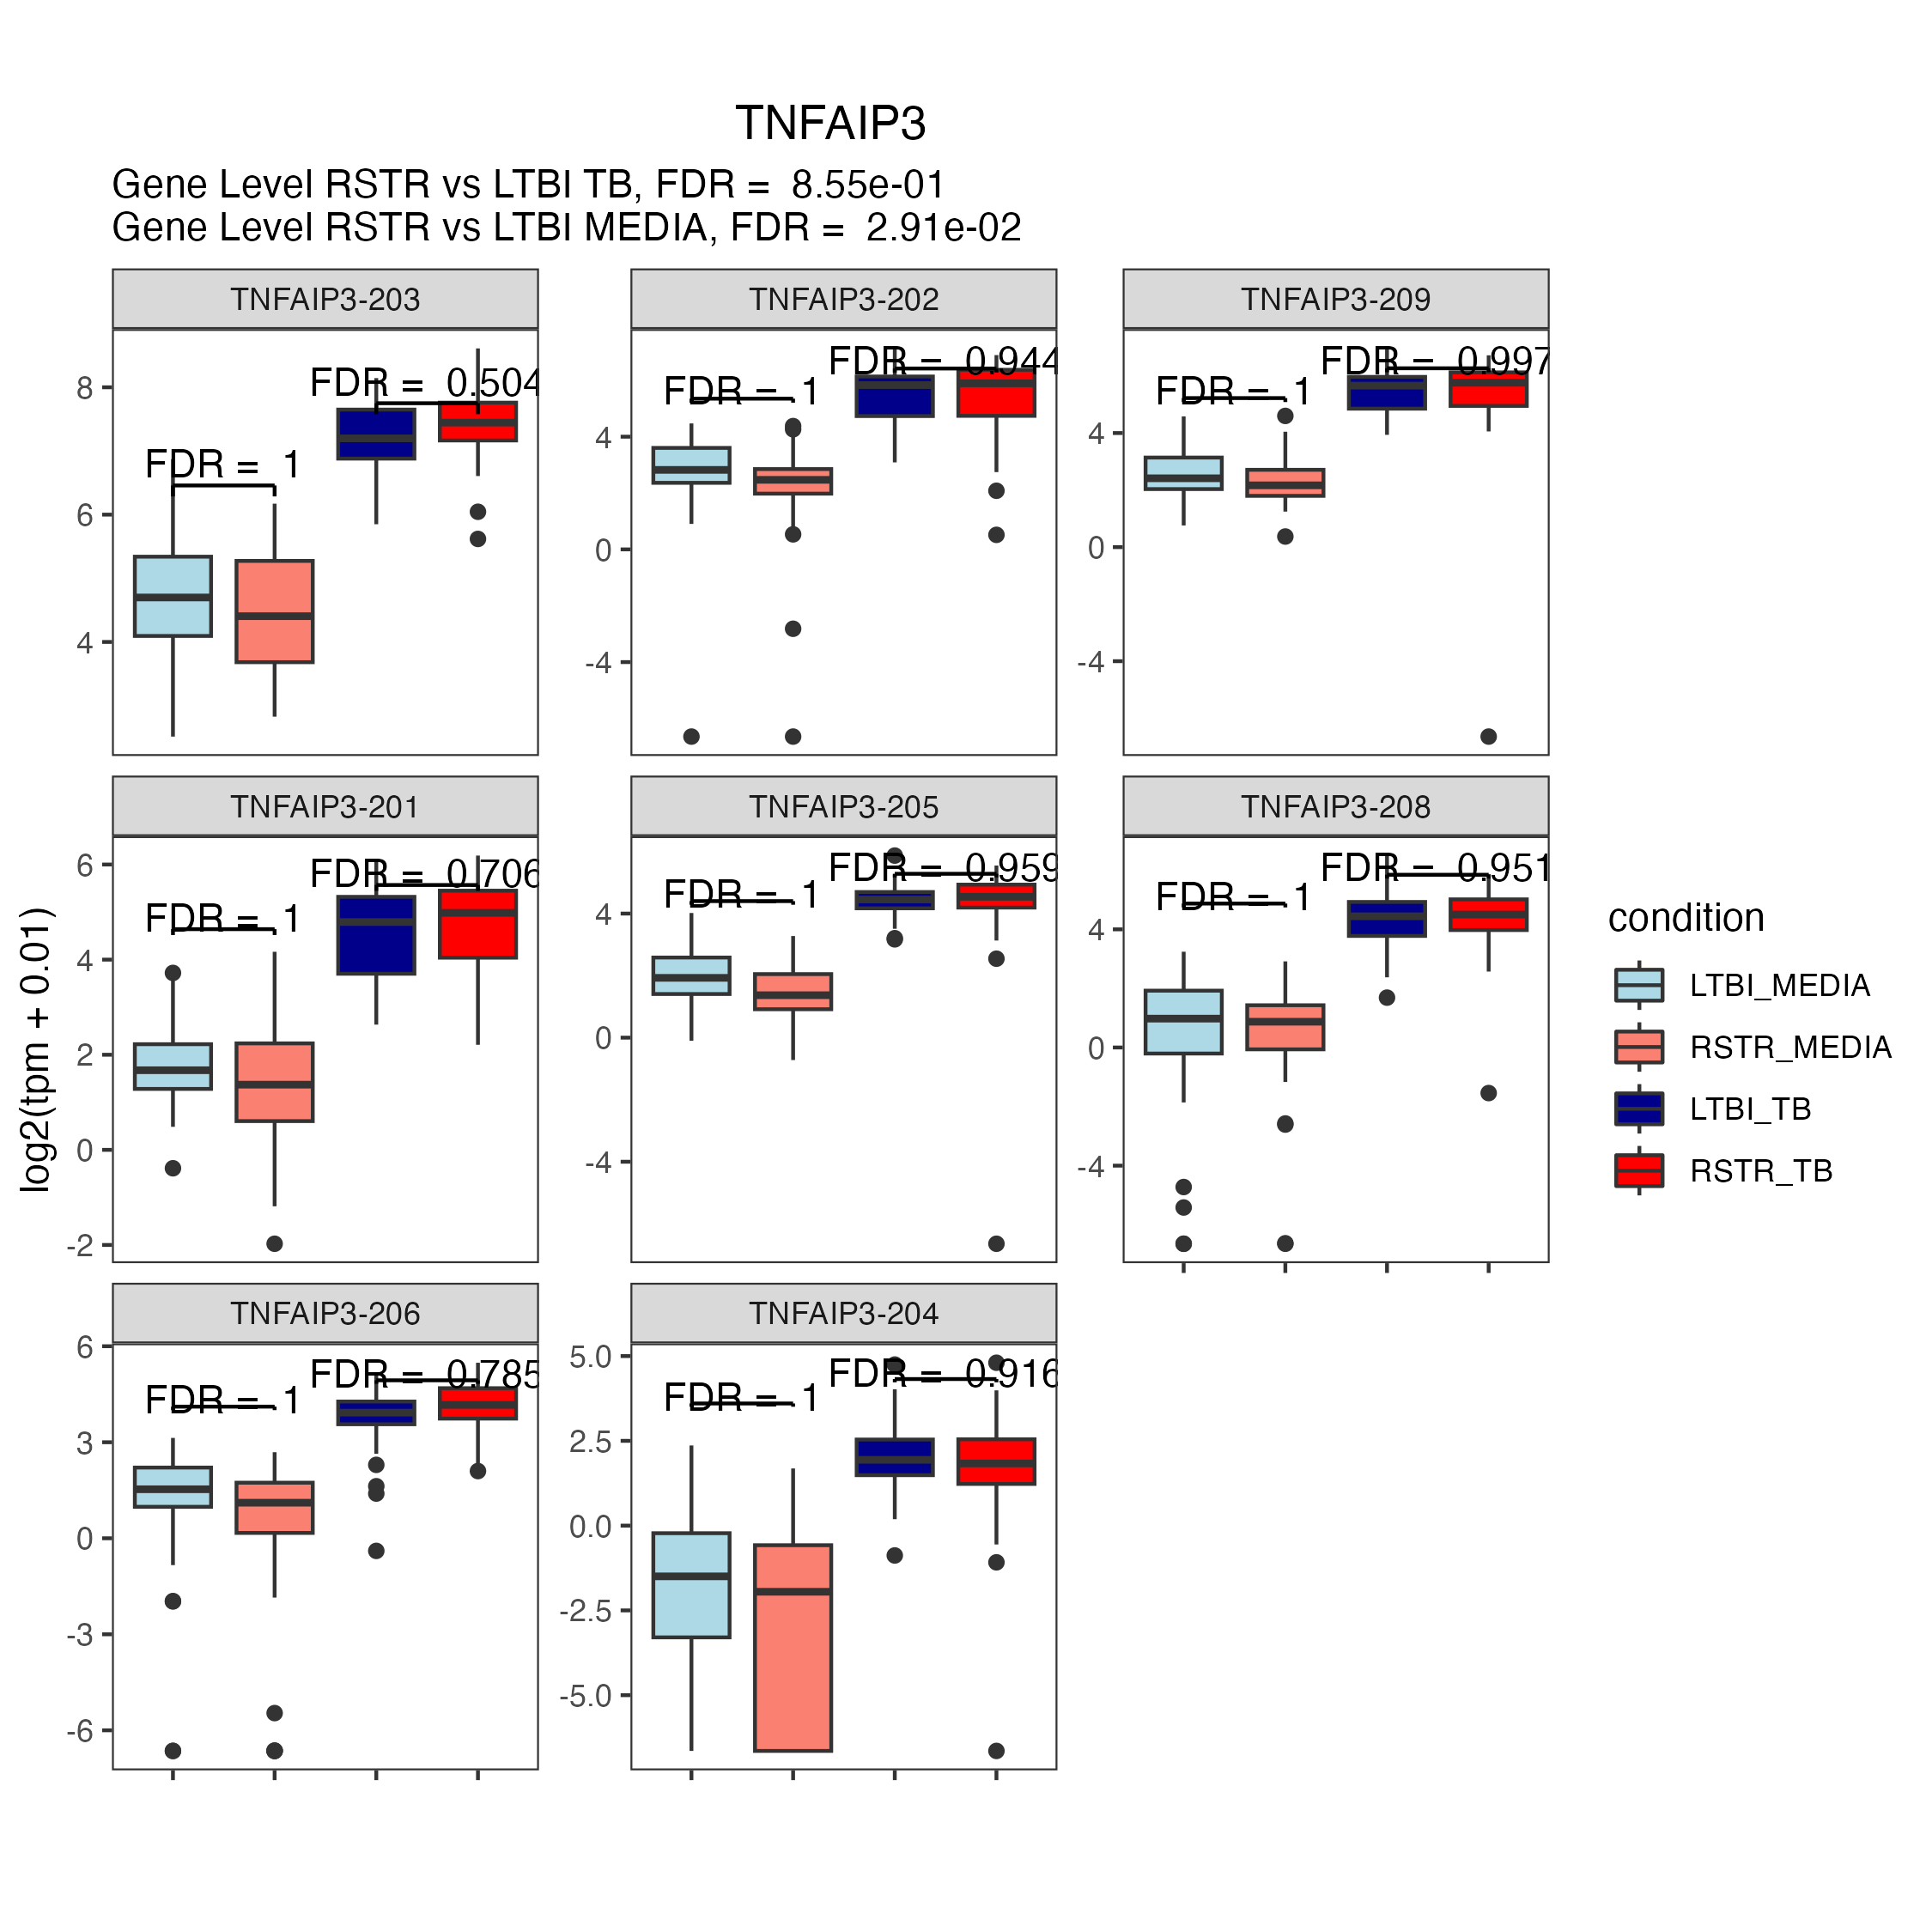 TNFAIP3
Gene Level RSTR vs LTBI TB, FDR =  8.55e-01
Gene Level RSTR vs LTBI MEDIA, FDR =  2.91e-02
TNFAIP3-203
TNFAIP3-202
TNFAIP3-209
FDR =  1
FDR =  0.504
8
6
4
FDR =  1
FDR =  0.944
4
0
-4
FDR =  1
FDR =  0.997
4
0
-4
TNFAIP3-201
TNFAIP3-205
TNFAIP3-208
FDR =  1
FDR =  0.706
6
4
2
0
-2
FDR =  1
FDR =  0.959
4
0
-4
FDR =  1
FDR =  0.951
4
0
-4
TNFAIP3-206
TNFAIP3-204
FDR =  1
FDR =  0.785
6
3
0
-3
-6
FDR =  1
FDR =  0.916
5.0
2.5
0.0
-2.5
-5.0
log2(tpm + 0.01)
condition
LTBI_MEDIA
RSTR_MEDIA
LTBI_TB
RSTR_TB